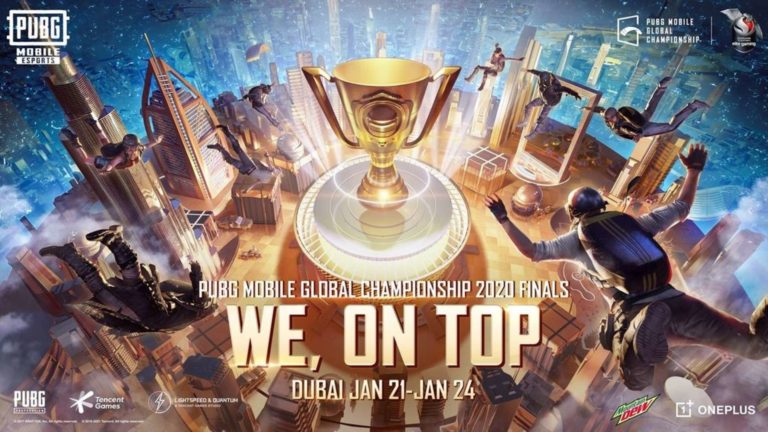 PUBG
MOBILE
ESPORTS
PUBG MOBILE
GLOBAL
CHAMPIONSHIP
PUBG MOBILE GLOBAL CHAMPIONSHIP 2020 FINALS
WE, ON TOP
DUBAI JAN 21-JAN 24
PUBG
Tencent
Games
LIGHTSPEED & QUANTUM
Mountain
Dew
1+ ONEPLUS